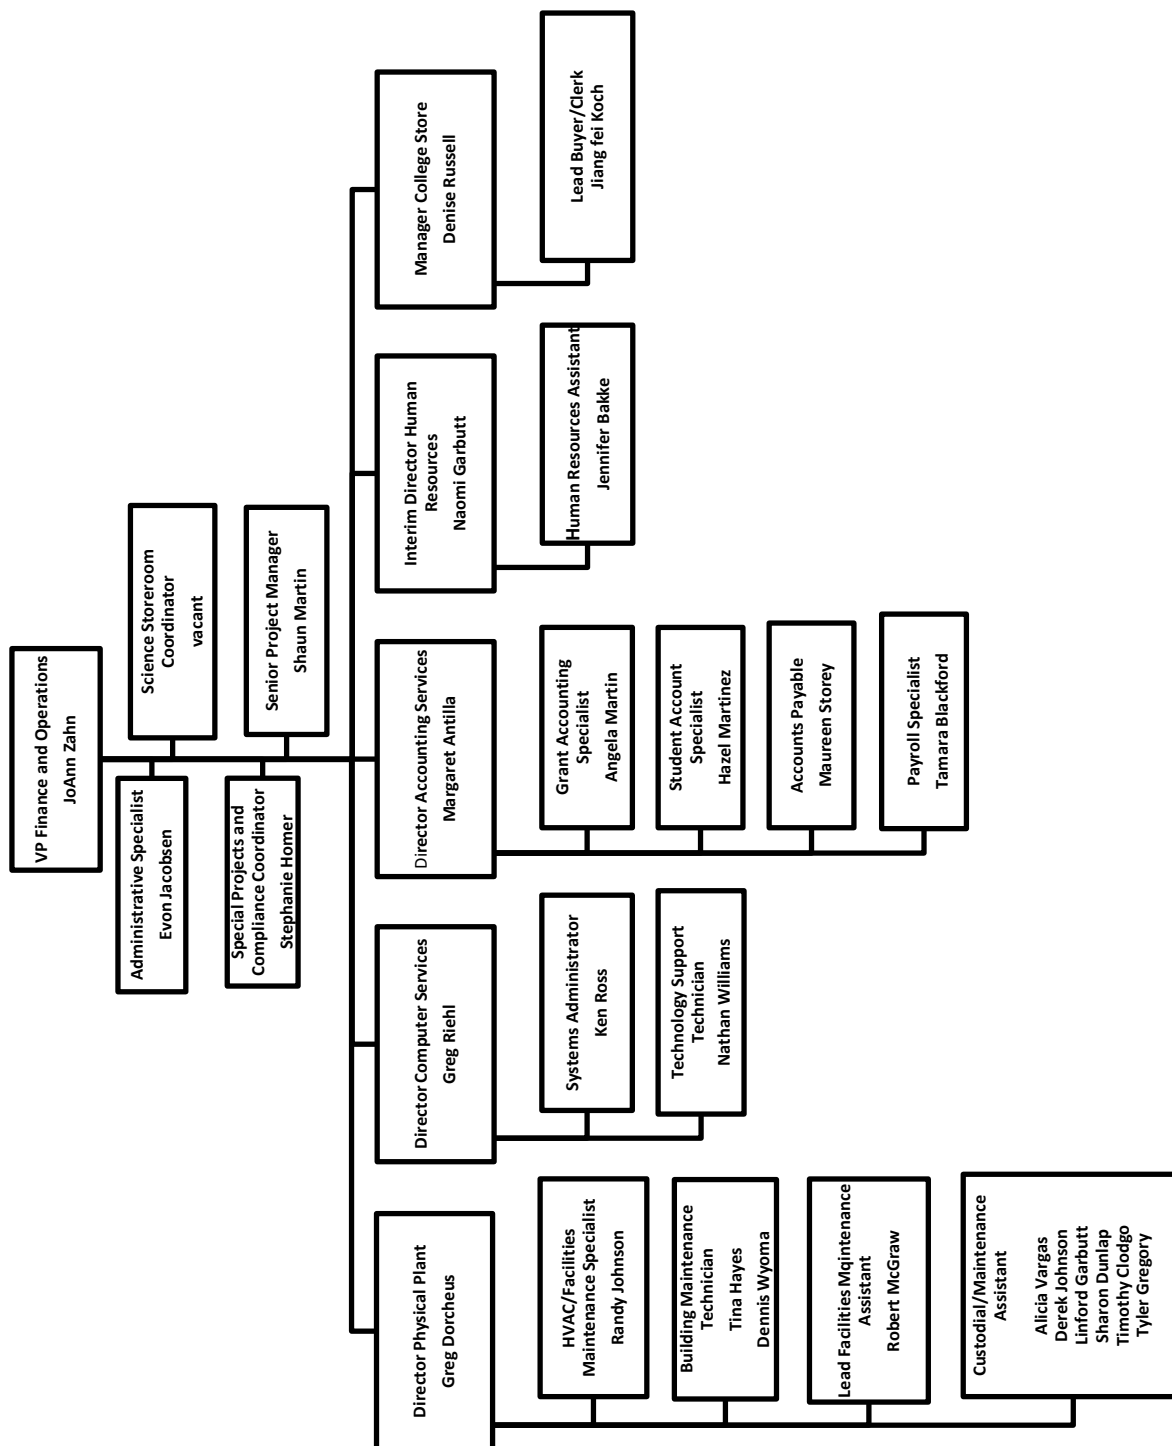 VP Finance and Operations
JoAnn Zahn
Administrative Specialist
Evon Jacobsen
Science Storeroom
Coordinator
vacant
Special Projects and
Compliance Coordinator
Stephanie Homer
Senior Project Manager
Shaun Martin
Director Physical Plant
Greg Dorcheus
HVAC/Facilities
Maintenance Specialist
Randy Johnson
Building Maintenance
Technician
Tina Hayes
Dennis Wyoma
Lead Facilities Mqintenance
Assistant
Robert McGraw
Custodial/Maintenance
Assistant
Alicia Vargas
Derek Johnson
Linford Garbutt
Sharon Dunlap
Timothy Clodgo
Tyler Gregory
Director Computer Services
Greg Riehl
Systems Administrator
Ken Ross
Technology Support
Technician
Nathan Williams
Director Accounting Services
Margaret Antilla
Grant Accounting
Specialist
Angela Martin
Student Account
Specialist
Hazel Martinez
Accounts Payable
Maureen Storey
Payroll Specialist
Tamara Blackford
Interim Director Human
Resources
Naomi Garbutt
Human Resources Assistant
Jennifer Bakke
Manager College Store
Denise Russell
Lead Buyer/Clerk
Jiang fei Koch